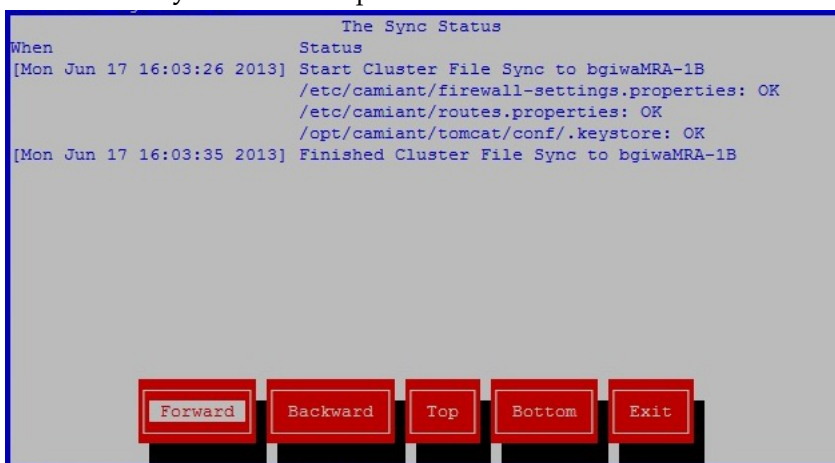 The Sync Status
When Status
[Mon Jun 17 16:03:26 2013] Start Cluster File Sync to bgiwaMRA-1B
/etc/camiant/firewall-settings.properties: OK
/etc/camiant/routes.properties: OK
/opt/camiant/tomcat/conf/.keystore: OK
[Mon Jun 17 16:03:35 2013] Finished Cluster File Sync to bgiwaMRA-1B
Forward Backward Top Bottom Exit